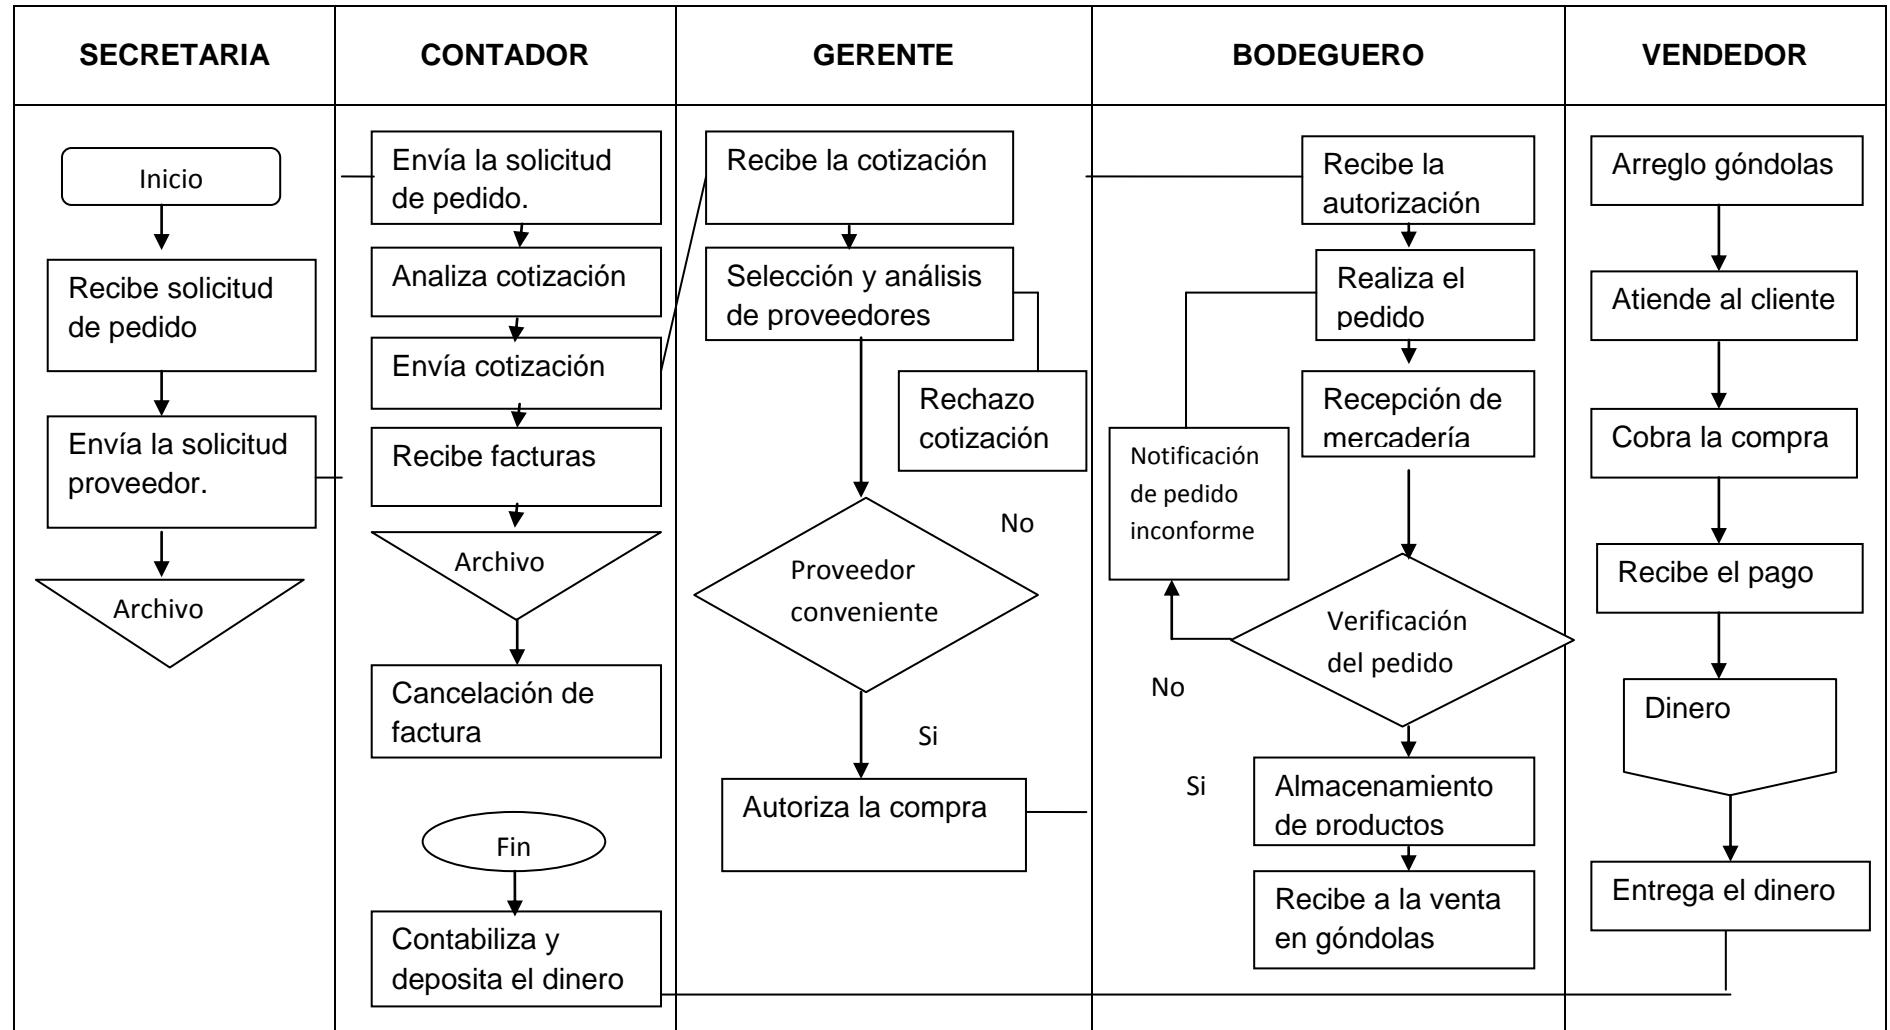 SECRETARIA
CONTADOR
GERENTE
BODEGUERO
VENDEDOR
Inicio
Recibe solicitud
de pedido
Envía la solicitud
proveedor.
Archivo
Envía la solicitud
de pedido.
Analiza cotización
Envía cotización
Recibe facturas
Archivo
Cancelación de
factura
Fin
Contabiliza y
deposita el dinero
Recibe la cotización
Selección y análisis
de proveedores
Rechazo
cotización
No
Proveedor
conveniente
Si
Autoriza la compra
Recibe la
autorización
Realiza el
pedido
Recepción de
mercadería
Notificación
de pedido
inconforme
Verificación
del pedido
No
Si
Almacenamiento
de productos
Recibe a la venta
en góndolas
Arreglo góndolas
Atiende al cliente
Cobra la compra
Recibe el pago
Dinero
Entrega el dinero